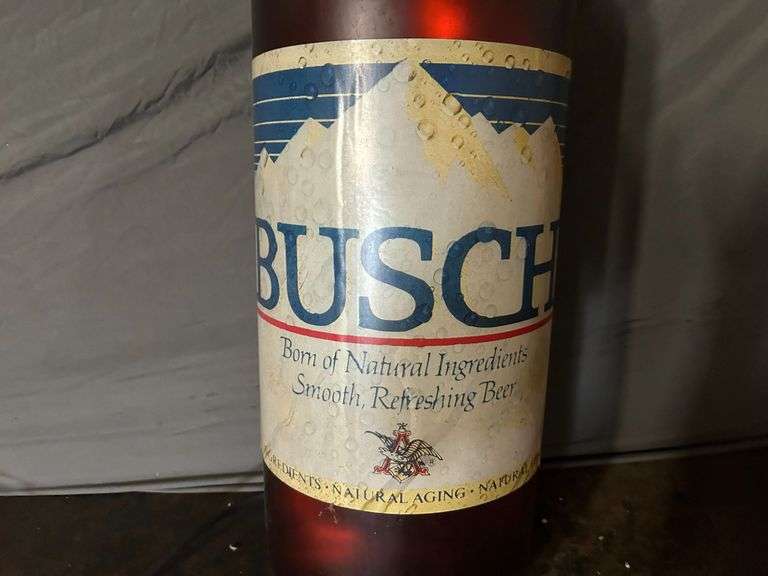 BUSCH
Born of Natural Ingredients
Smooth, Refreshing Beer
NATURAL AGING